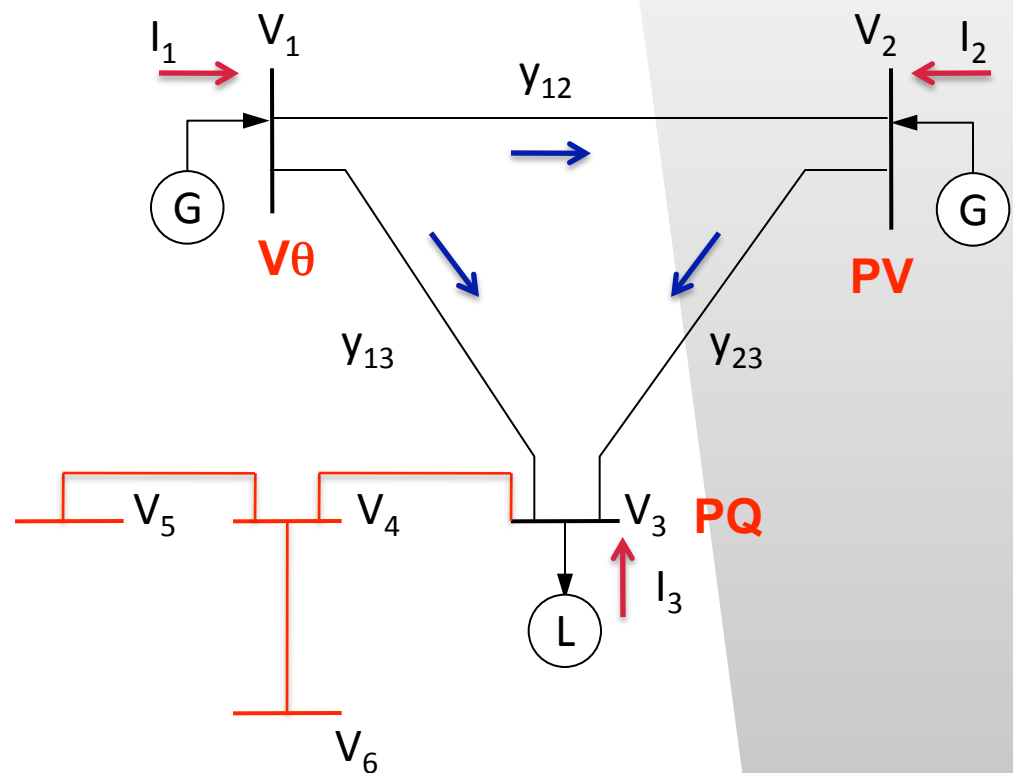 I₁
V₁
V₂
I₂
y₁₂
G
G
Vθ
PV
y₁₃
y₂₃
V₅
V₄
V₃
PQ
I₃
L
V₆